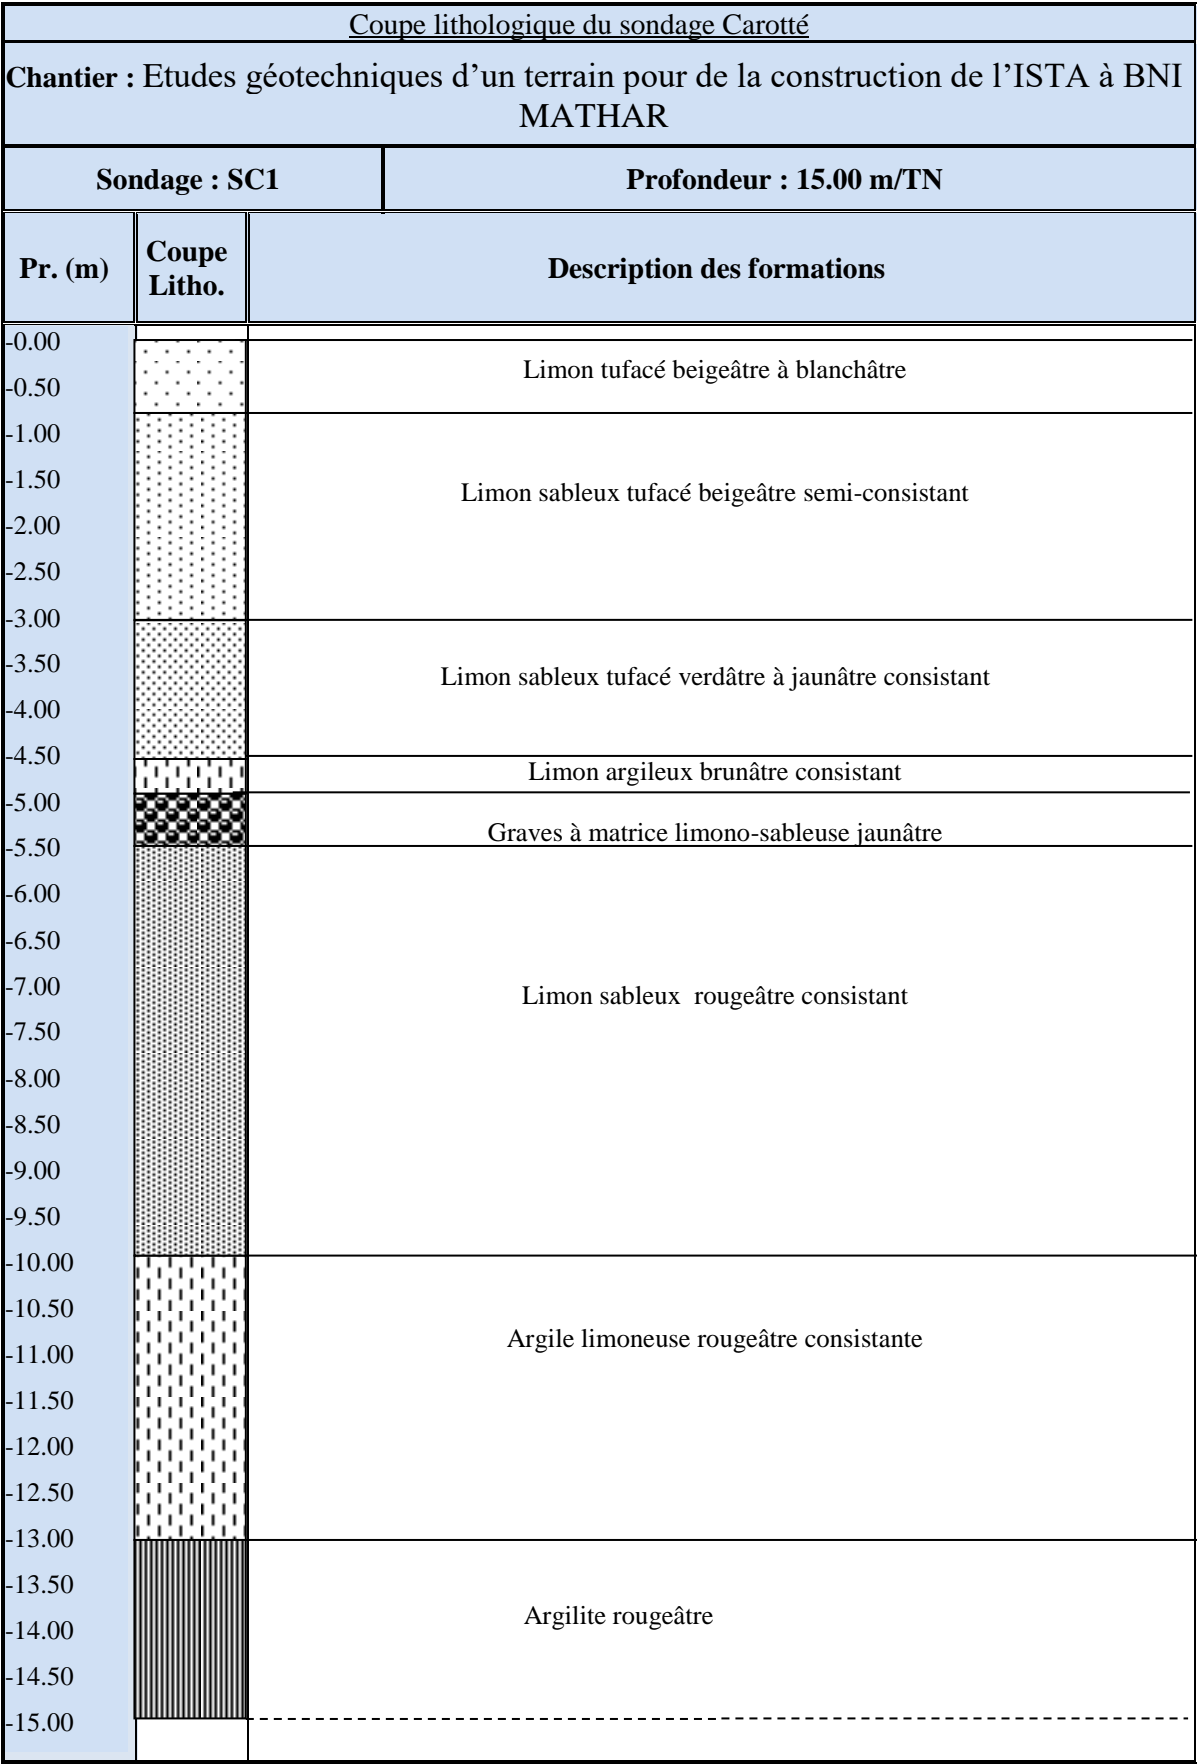 Coupe lithologique du sondage Carotté
Chantier : Etudes géotechniques d'un terrain pour de la construction de l'ISTA à BNI
MATHAR
Sondage : SC1
Profondeur : 15.00 m/TN
Pr. (m)
Coupe
Litho.
Description des formations
-0.00
Limon tufacé beigeâtre à blanchâtre
-0.50
-1.00
-1.50
Limon sableux tufacé beigeâtre semi-consistant
-2.00
-2.50
-3.00
-3.50
Limon sableux tufacé verdâtre à jaunâtre consistant
-4.00
-4.50
Limon argileux brunâtre consistant
-5.00
Graves à matrice limono-sableuse jaunâtre
-5.50
-6.00
-6.50
-7.00
Limon sableux  rougeâtre consistant
-7.50
-8.00
-8.50
-9.00
-9.50
-10.00
-10.50
Argile limoneuse rougeâtre consistante
-11.00
-11.50
-12.00
-12.50
-13.00
-13.50
Argilite rougeâtre
-14.00
-14.50
-15.00